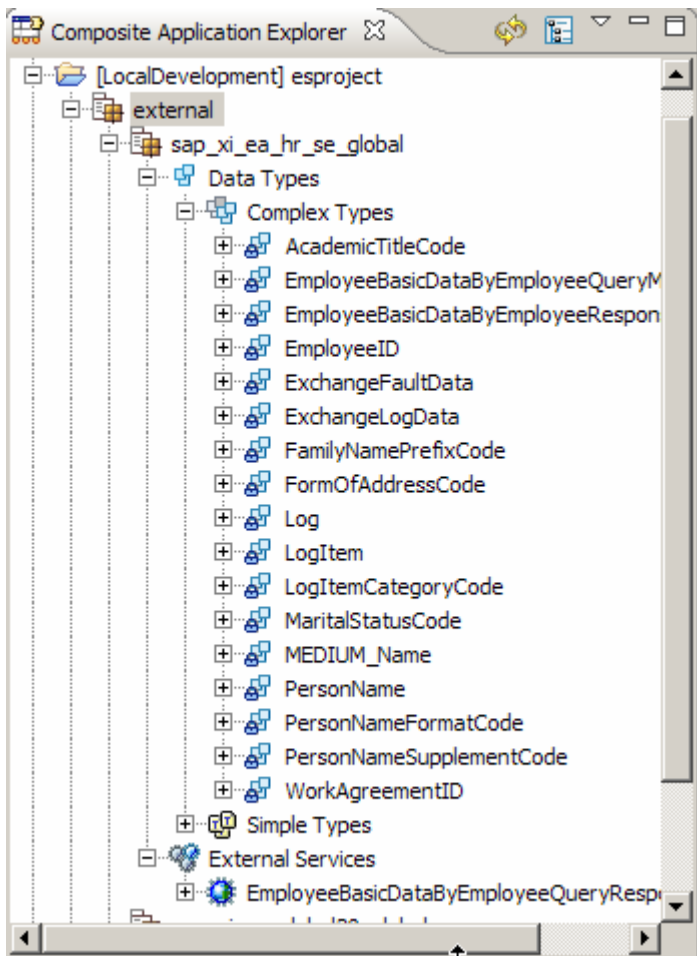 Composite Application Explorer
[LocalDevelopment] esproject
external
sap_xi_ea_hr_se_global
Data Types
Complex Types
AcademicTitleCode
EmployeeBasicDataByEmployeeQueryM
EmployeeBasicDataByEmployeeRespon
EmployeeID
ExchangeFaultData
ExchangeLogData
FamilyNamePrefixCode
FormOfAddressCode
Log
LogItem
LogItemCategoryCode
MaritalStatusCode
MEDIUM_Name
PersonName
PersonNameFormatCode
PersonNameSupplementCode
WorkAgreementID
Simple Types
External Services
EmployeeBasicDataByEmployeeQueryResp